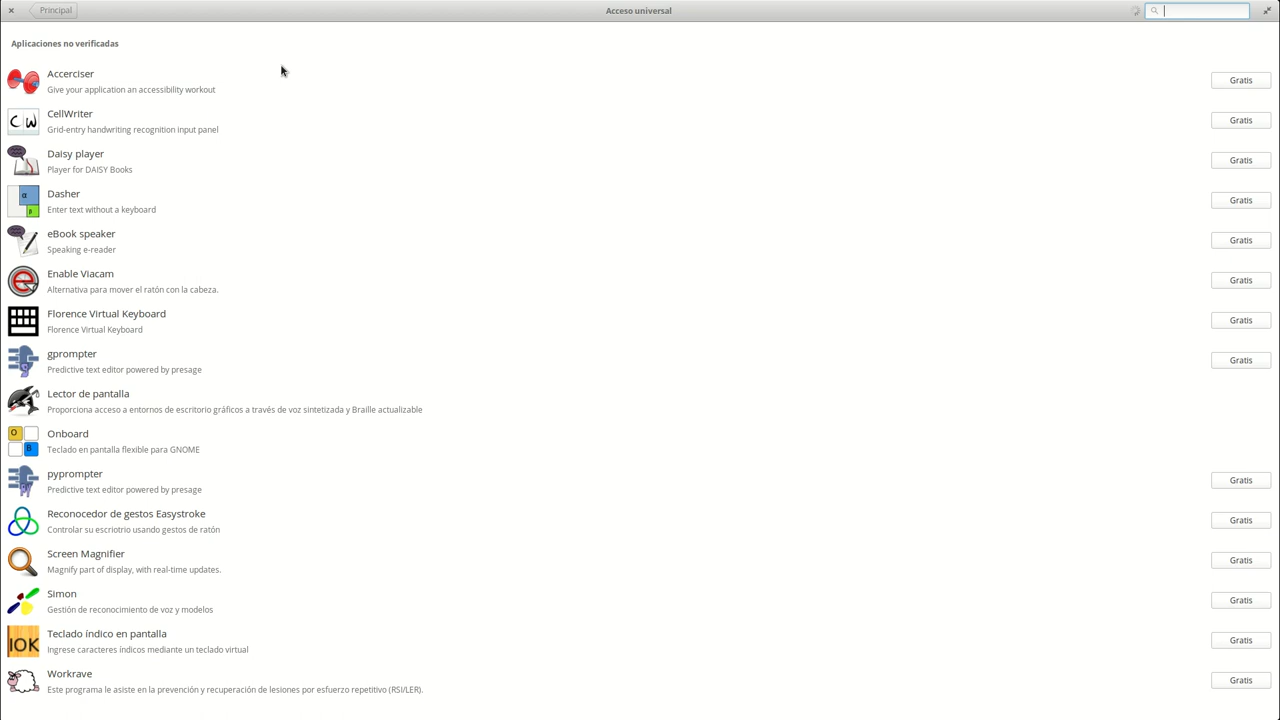 Principal
Acceso universal
Aplicaciones no verificadas
Accerciser
Give your application an accessibility workout
Gratis
CellWriter
Grid-entry handwriting recognition input panel
Gratis
Daisy player
Player for DAISY Books
Gratis
Dasher
Enter text without a keyboard
Gratis
eBook speaker
Speaking e-reader
Gratis
Enable Viacam
Alternativa para mover el ratón con la cabeza.
Gratis
Florence Virtual Keyboard
Florence Virtual Keyboard
Gratis
gprompter
Predictive text editor powered by presage
Gratis
Lector de pantalla
Proporciona acceso a entornos de escritorio gráficos a través de voz sintetizada y Braille actualizable
Onboard
Teclado en pantalla flexible para GNOME
pyprompter
Predictive text editor powered by presage
Gratis
Reconocedor de gestos Easystroke
Controlar su escriotrio usando gestos de ratón
Gratis
Screen Magnifier
Magnify part of display, with real-time updates.
Gratis
Simon
Gestión de reconocimiento de voz y modelos
Gratis
IOK
Teclado índico en pantalla
Ingrese caracteres índicos mediante un teclado virtual
Gratis
Workrave
Este programa le asiste en la prevención y recuperación de lesiones por esfuerzo repetitivo (RSI/LER).
Gratis